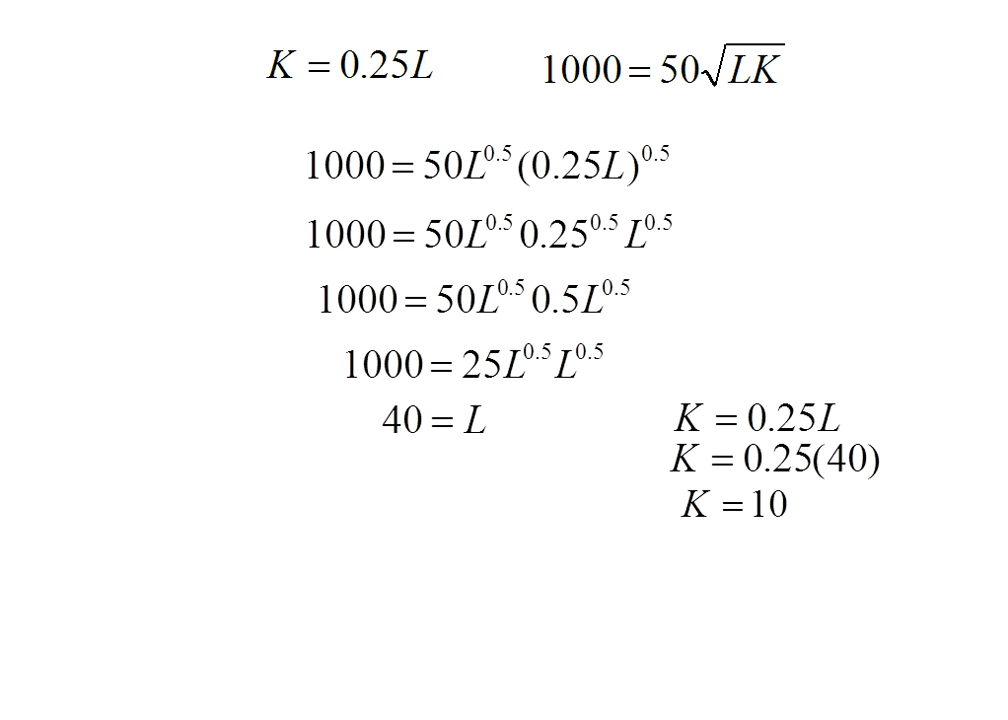 K = 0.25L 1000 = 50√LK
1000 = 50L^0.5 (0.25L)^0.5
1000 = 50L^0.5 0.25^0.5 L^0.5
1000 = 50L^0.5 0.5L^0.5
1000 = 25L^0.5 L^0.5
40 = L
K = 0.25L
K = 0.25(40)
K = 10